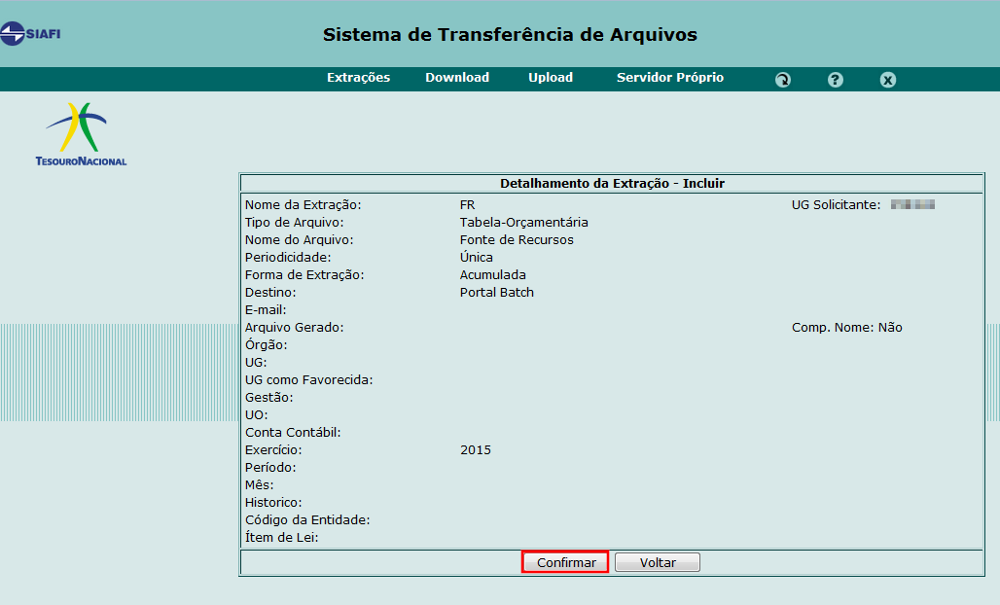 SIAFI
Sistema de Transferência de Arquivos
Extrações Download Upload Servidor Próprio ? X
TESOURONACIONAL
Detalhamento da Extração - Incluir
Nome da Extração: FR UG Solicitante:
Tipo de Arquivo: Tabela-Orçamentária
Nome do Arquivo: Fonte de Recursos
Periodicidade: Única
Forma de Extração: Acumulada
Destino: Portal Batch
E-mail:
Arquivo Gerado: Comp. Nome: Não
Órgão:
UG:
UG como Favorecida:
Gestão:
UO:
Conta Contábil:
Exercício: 2015
Período:
Mês:
Historico:
Código da Entidade:
Ítem de Lei:
Confirmar Voltar